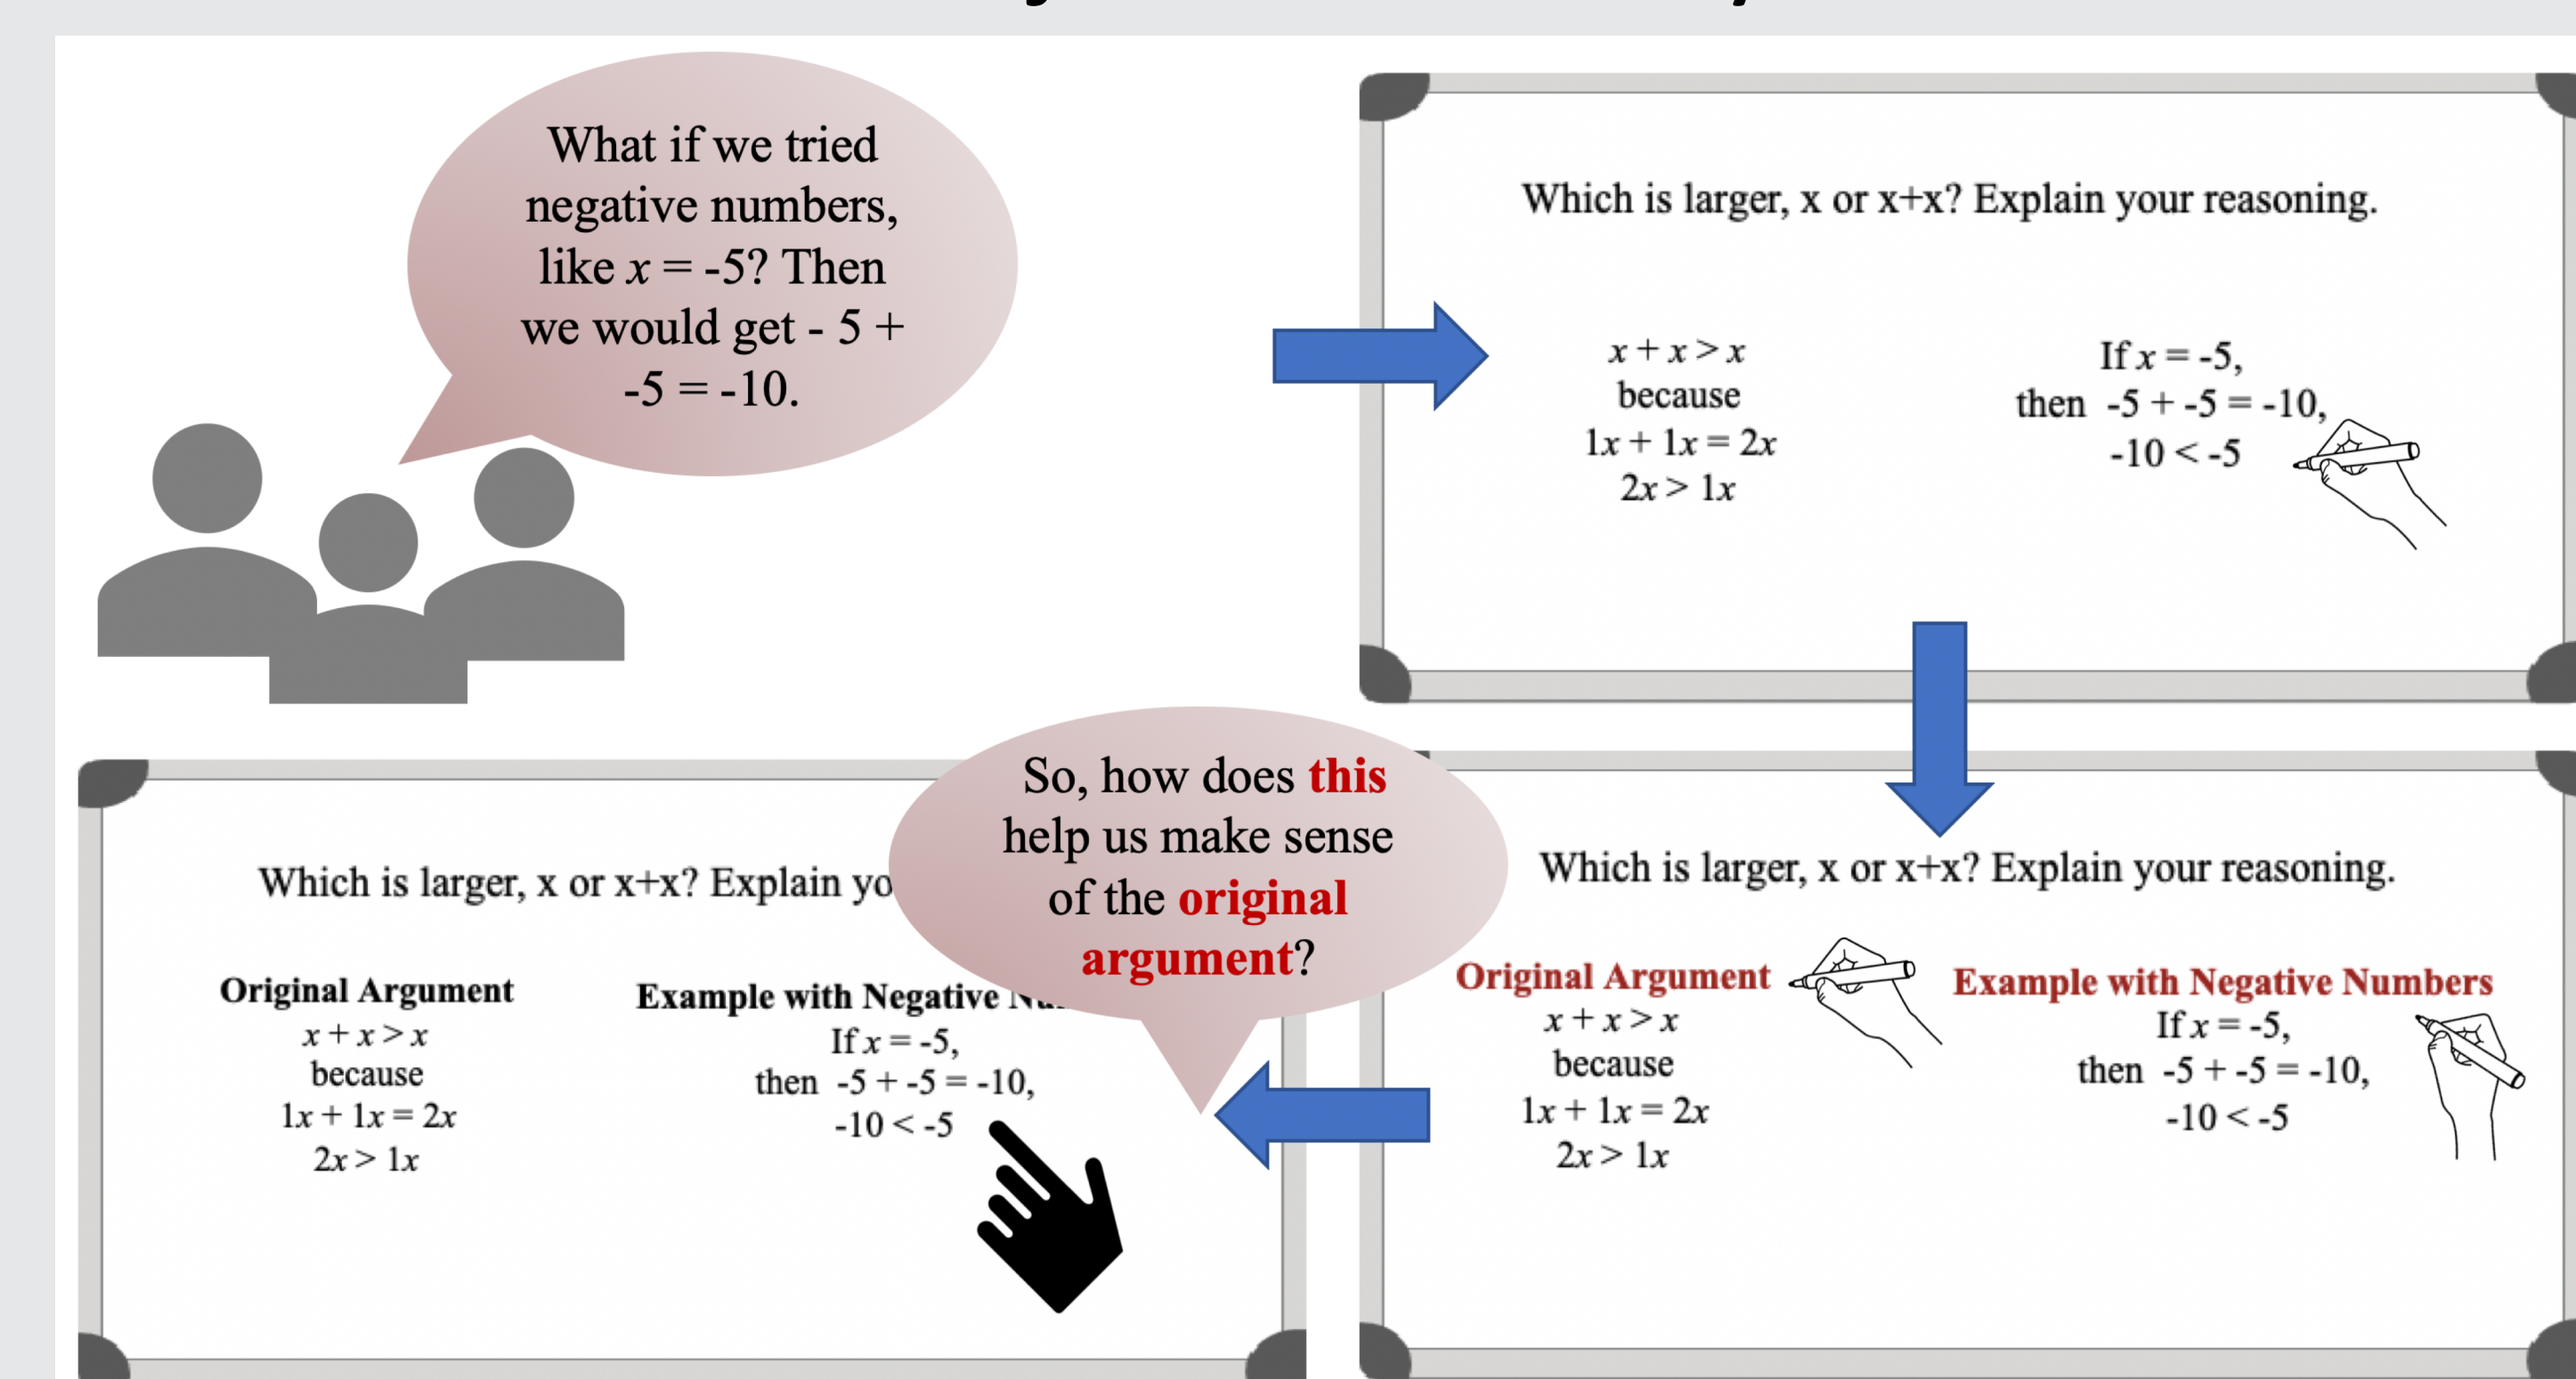 What if we tried
negative numbers,
like x = -5? Then
we would get - 5 +
-5 = -10.
Which is larger, x or x+x? Explain your reasoning.
x + x > x
because
1x + 1x = 2x
2x > 1x
If x = -5,
then -5 + -5 = -10,
-10 < -5
Which is larger, x or x+x? Explain your reasoning.
Original Argument
x + x > x
because
1x + 1x = 2x
2x > 1x
Example with Negative Numbers
If x = -5,
then -5 + -5 = -10,
-10 < -5
So, how does this
help us make sense
of the original
argument?
Which is larger, x or x+x? Explain
Original Argument
x + x > x
because
1x + 1x = 2x
2x > 1x
Example with Negative
If x = -5,
then -5 + -5 = -10,
-10 < -5